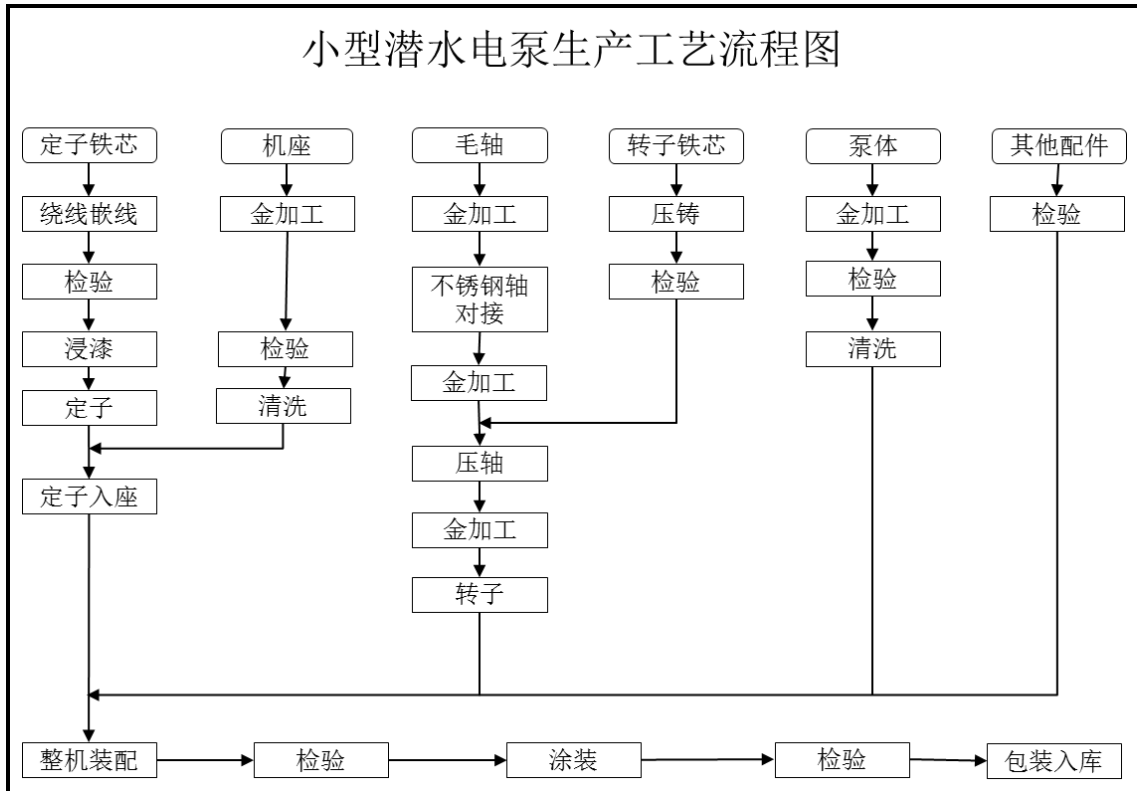 小型潜水电泵生产工艺流程图
定子铁芯
机座
毛轴
转子铁芯
泵体
其他配件
绕线嵌线
金加工
金加工
压铸
金加工
检验
检验
不锈钢轴
对接
检验
检验
浸漆
检验
清洗
金加工
定子
清洗
压轴
定子入座
金加工
转子
整机装配
检验
涂装
检验
包装入库